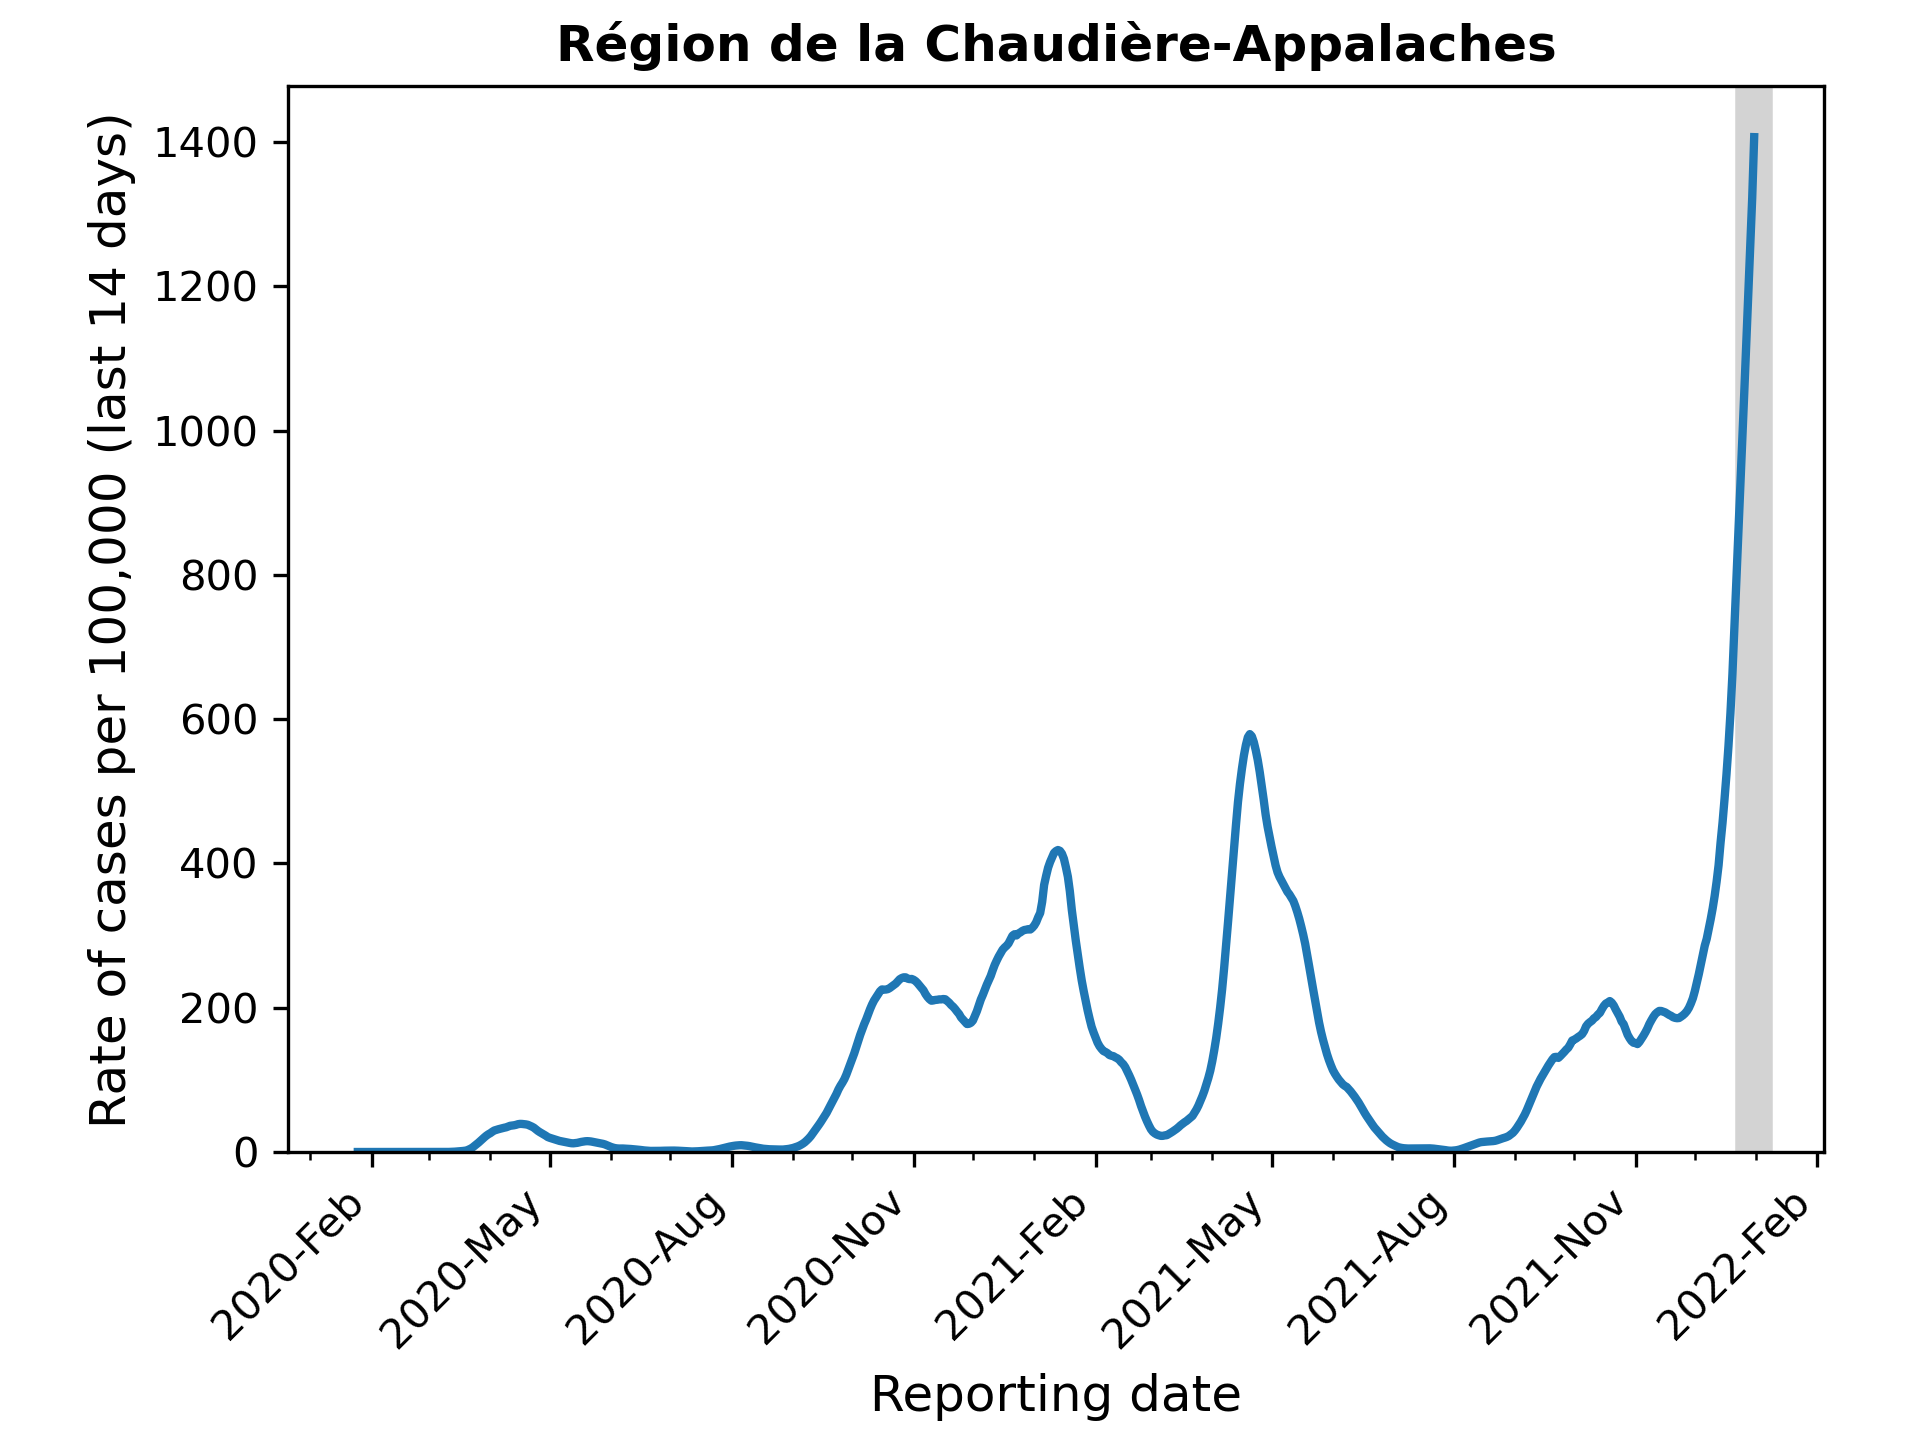 Région de la Chaudière-Appalaches
Rate of cases per 100,000 (last 14 days)
1400
1200
1000
800
600
400
200
0
2020-Feb
2020-May
2020-Aug
2020-Nov
2021-Feb
2021-May
2021-Aug
2021-Nov
2022-Feb
Reporting date